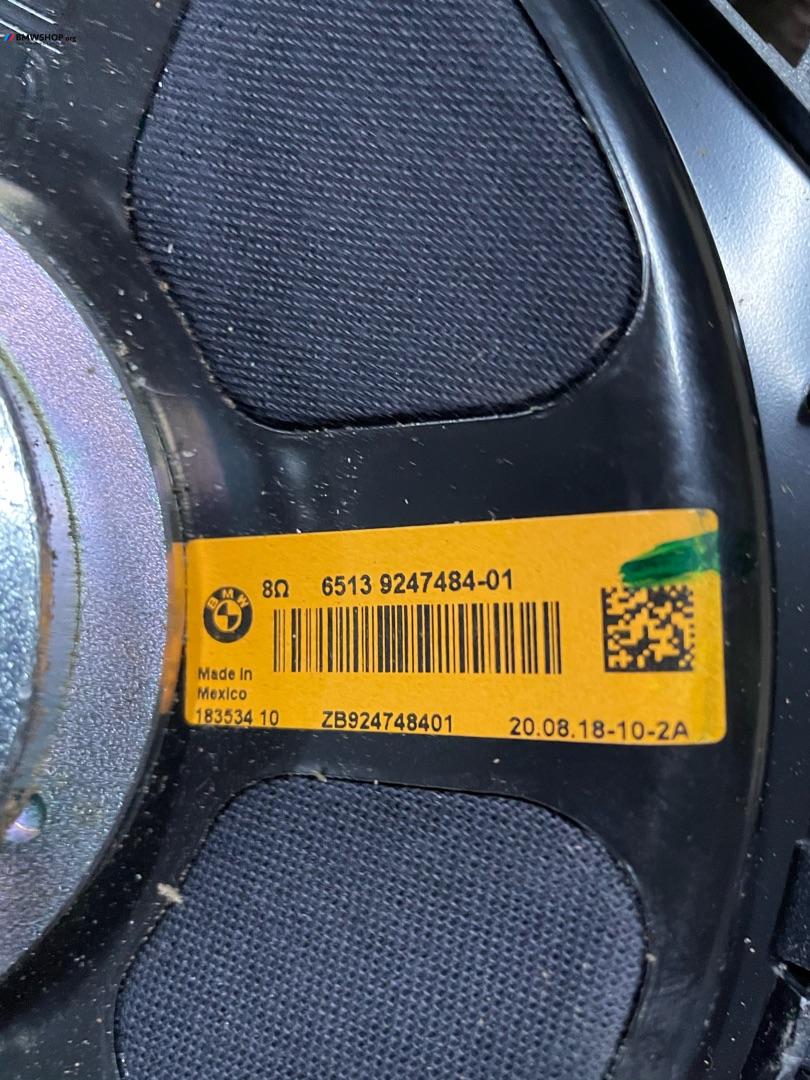 BMWSHOP.org
8Ω 6513 9247484-01
BMW
Made in
Mexico
183534 10 ZB924748401 20.08.18-10-2A